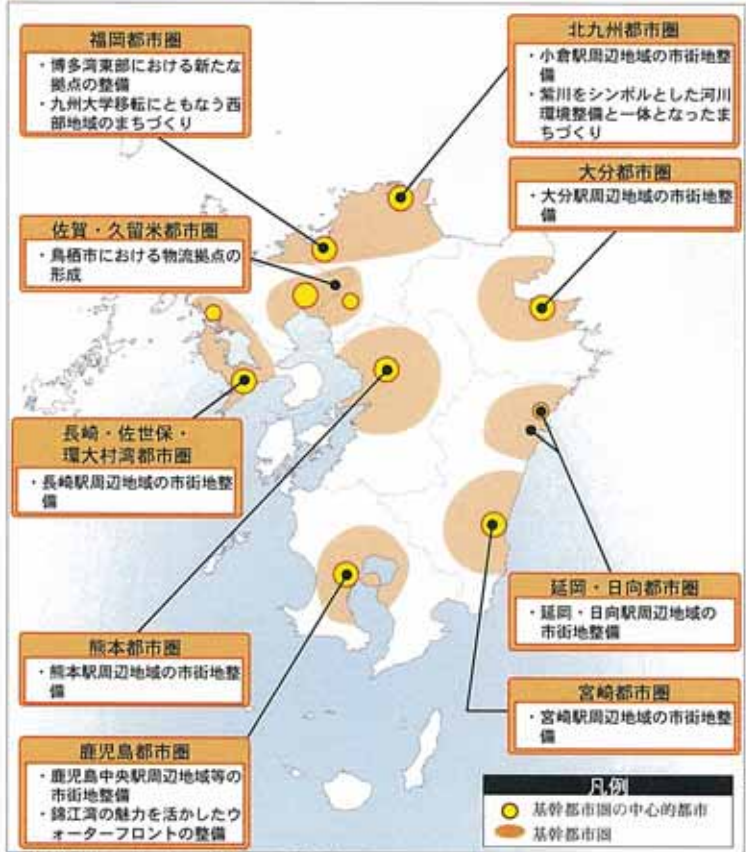 福岡都市圏
・博多湾東部における新たな
拠点の整備
・九州大学移転にともなう西
部地域のまちづくり
北九州都市圏
・小倉駅周辺地域の市街地整
備
・紫川をシンボルとした河川
環境整備と一体となったま
ちづくり
大分都市圏
・大分駅周辺地域の市街地整
備
佐賀・久留米都市圏
・鳥栖市における物流拠点の
形成
長崎・佐世保・
環大村湾都市圏
・長崎駅周辺地域の市街地整
備
延岡・日向都市圏
・延岡・日向駅周辺地域の
市街地整備
熊本都市圏
・熊本駅周辺地域の市街地整
備
宮崎都市圏
・宮崎駅周辺地域の市街地整
備
鹿児島都市圏
・鹿児島中央駅周辺地域等の
市街地整備
・錦江湾の魅力を活かしたウ
ォーターフロントの整備
凡例
基幹都市圏の中心的都市
基幹都市圏